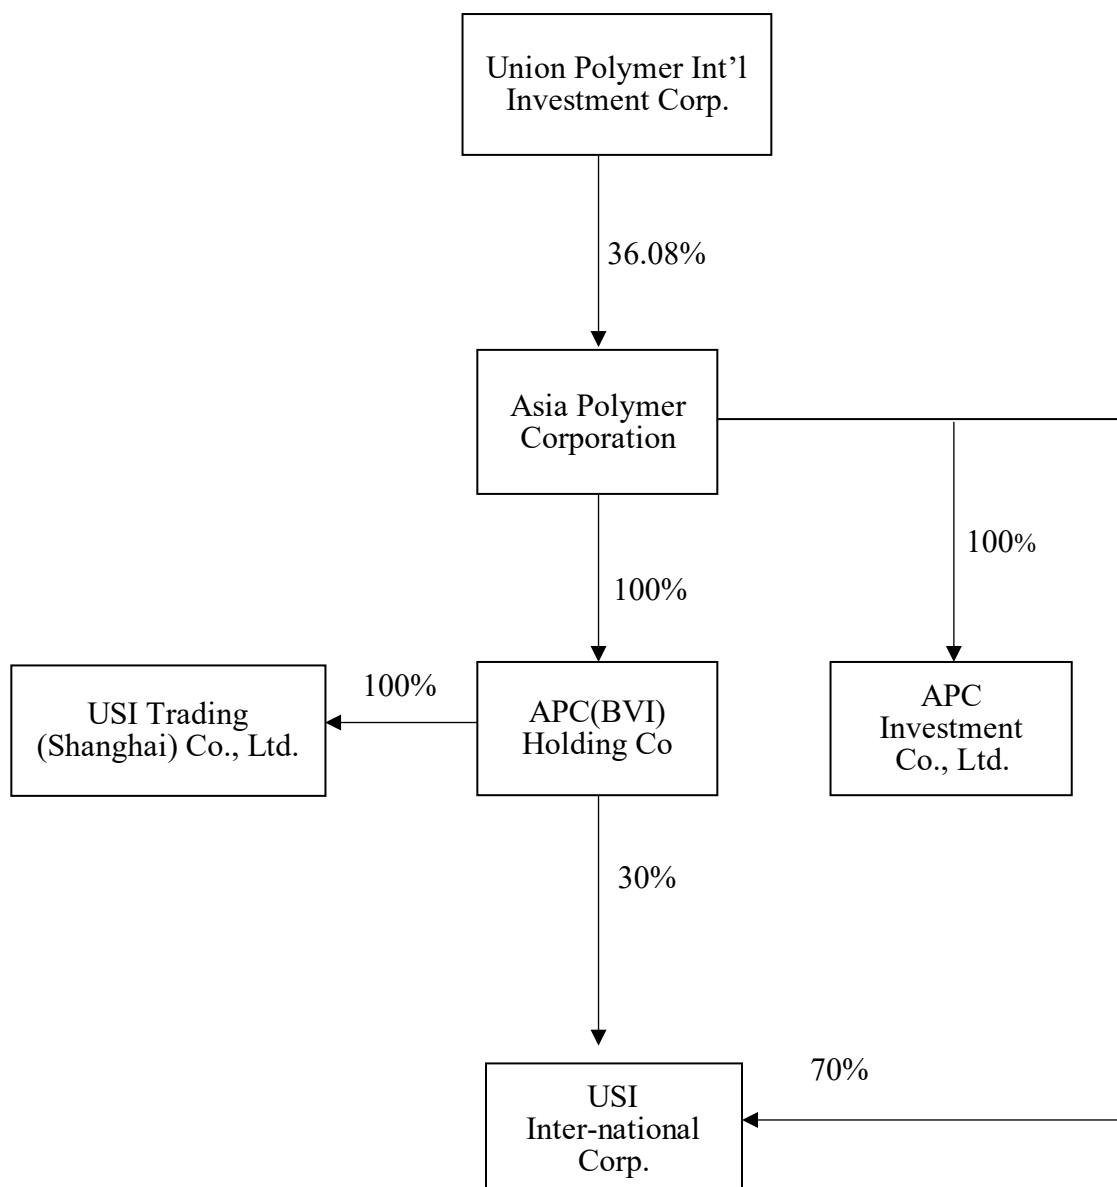 Union Polymer Int’l
Investment Corp.
36.08%
Asia Polymer
Corporation
100%
100%
USI Trading
(Shanghai) Co., Ltd.
100%
APC(BVI)
Holding Co
APC
Investment
Co., Ltd.
30%
70%
USI
Inter-national
Corp.